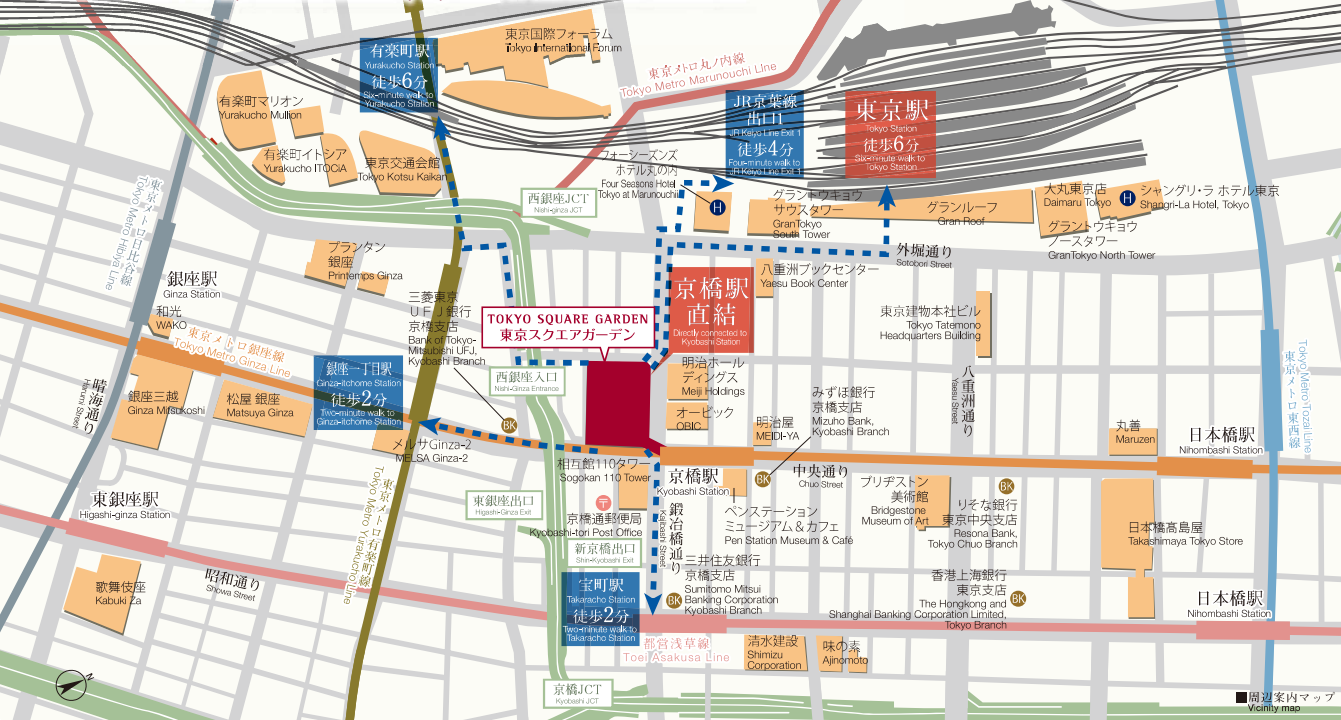 東京国際フォーラム
Tokyo International Forum
有楽町駅
Yurakucho Station
徒歩6分
Six-minute walk to
Yurakucho Station
東京メトロ丸ノ内線
Tokyo Metro Marunouchi Line
JR京葉線
出口1
JR Keiyo Line Exit 1
徒歩4分
Four-minute walk to
JR Keiyo Line Exit 1
東京駅
Tokyo Station
徒歩6分
Six-minute walk to
Tokyo Station
有楽町マリオン
Yurakucho Mullion
有楽町イトシア
Yurakucho ITOCiA
東京交通会館
Tokyo Kotsu Kaikan
フォーシーズンズ
ホテル丸の内
Four Seasons Hotel
Tokyo at Marunouchi
H
西銀座JCT
Nishi-ginza JCT
グラントウキョウ
サウスタワー
GranTokyo
South Tower
グランルーフ
Gran Roof
大丸東京店
Daimaru Tokyo
H
シャングリ・ラ ホテル東京
Shangri-La Hotel, Tokyo
グラントウキョウ
ノースタワー
GranTokyo North Tower
外堀通り
Sotobori Street
東京メトロ日比谷線
Tokyo Metro Hibiya Line
プランタン
銀座
Printemps Ginza
銀座駅
Ginza Station
和光
WAKO
東京メトロ銀座線
Tokyo Metro Ginza Line
三菱東京
UFJ銀行
京橋支店
Bank of Tokyo-
Mitsubishi UFJ,
Kyobashi Branch
TOKYO SQUARE GARDEN
東京スクエアガーデン
京橋駅
直結
Directly connected to
Kyobashi Station
八重洲ブックセンター
Yaesu Book Center
東京建物本社ビル
Tokyo Tatemono
Headquarters Building
八重洲通り
Yaesu Street
東京メトロ東西線
Tokyo Metro Tozai Line
晴海通り
Harumi Street
銀座三越
Ginza Mitsukoshi
松屋 銀座
Matsuya Ginza
銀座一丁目駅
Ginza-itchome Station
徒歩2分
Two-minute walk to
Ginza-itchome Station
西銀座入口
Nishi-Ginza Entrance
BK
明治ホール
ディングス
Meiji Holdings
オービック
OBIC
明治屋
MEIDI-YA
みずほ銀行
京橋支店
Mizuho Bank,
Kyobashi Branch
丸善
Maruzen
日本橋駅
Nihombashi Station
メルサGinza-2
MELSA Ginza-2
相互館110タワー
Sogokan 110 Tower
京橋駅
Kyobashi Station
BK
中央通り
Chuo Street
東銀座駅
Higashi-ginza Station
東京メトロ有楽町線
Tokyo Metro Yurakucho Line
東銀座出口
Higashi-Ginza Exit
〒
京橋通郵便局
Kyobashi-tori Post Office
鍛冶橋通り
Kajibashi Street
ペンステーション
ミュージアム&カフェ
Pen Station Museum & Café
ブリヂストン
美術館
Bridgestone
Museum of Art
BK
りそな銀行
東京中央支店
Resona Bank,
Tokyo Chuo Branch
日本橋髙島屋
Takashimaya Tokyo Store
新京橋出口
Shin-Kyobashi Exit
歌舞伎座
Kabuki Za
昭和通り
Showa Street
宝町駅
Takaracho Station
徒歩2分
Two-minute walk to
Takaracho Station
三井住友銀行
京橋支店
Sumitomo Mitsui
Banking Corporation
Kyobashi Branch
BK
香港上海銀行
東京支店
The Hongkong and
Shanghai Banking Corporation Limited,
Tokyo Branch
BK
日本橋駅
Nihombashi Station
都営浅草線
Toei Asakusa Line
清水建設
Shimizu
Corporation
味の素
Ajinomoto
京橋JCT
Kyobashi JCT
N
■周辺案内マップ
Vicinity map